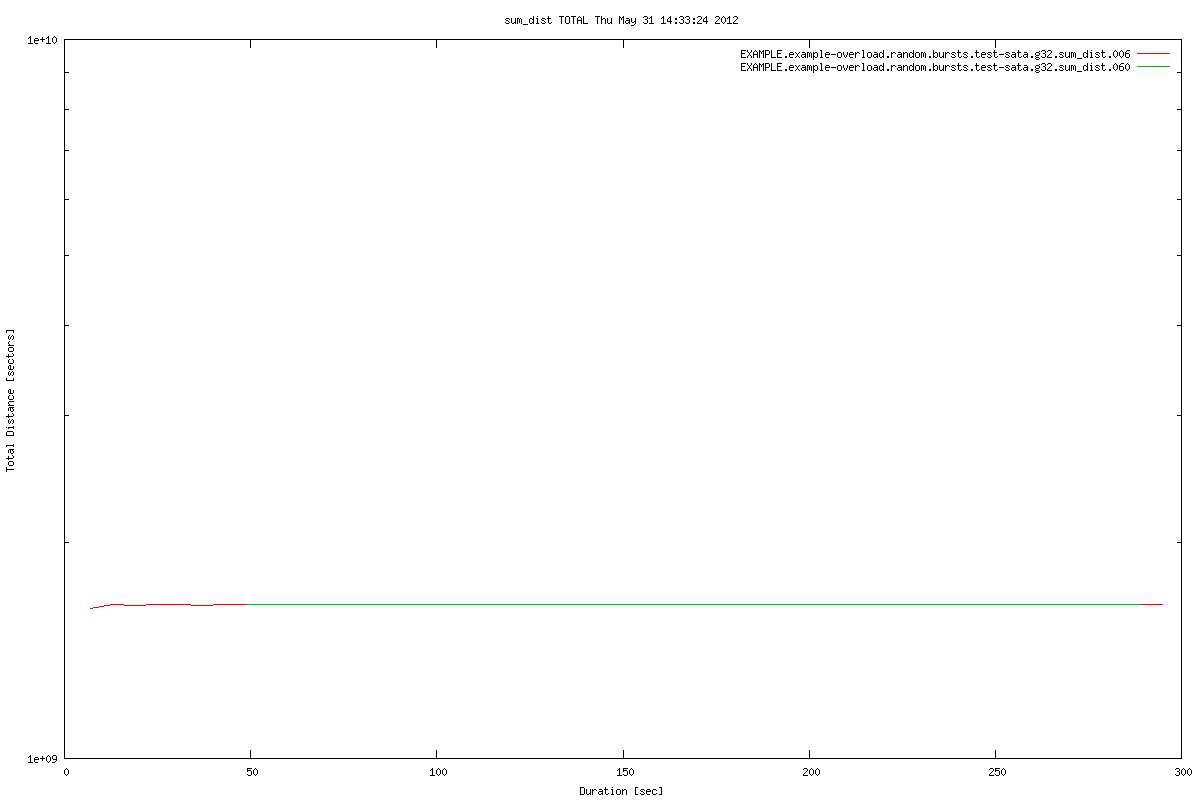 sum_dist TOTAL Thu May 31 14:33:24 2012
1e+10
EXAMPLE.example-overload.random.bursts.test-sata.g32.sum_dist.006
EXAMPLE.example-overload.random.bursts.test-sata.g32.sum_dist.060
Total Distance [sectors]
1e+09
0 50 100 150 200 250 300
Duration [sec]